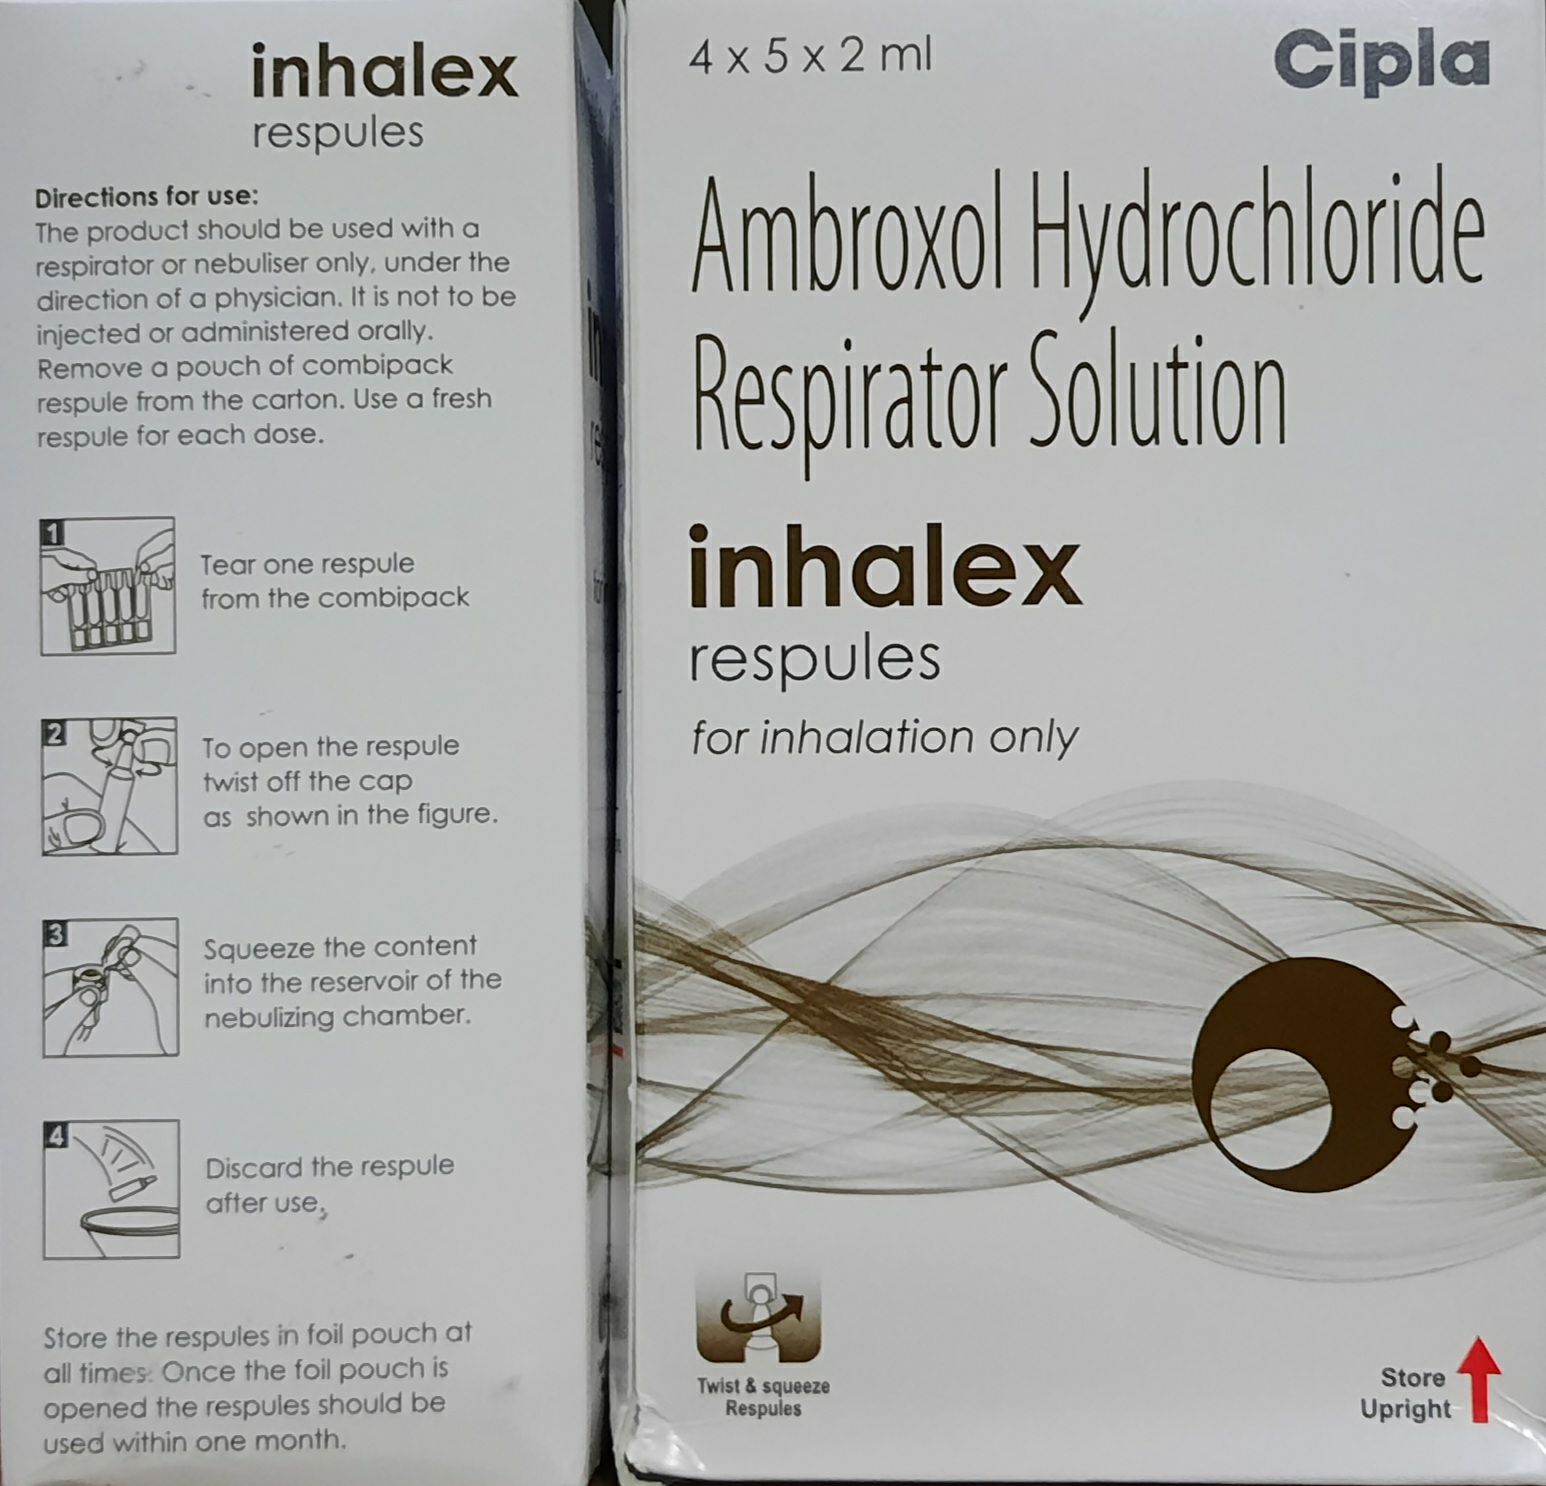 inhalex
respules
Directions for use:
The product should be used with a
respirator or nebuliser only, under the
direction of a physician. It is not to be
injected or administered orally.
Remove a pouch of combipack
respule from the carton. Use a fresh
respule for each dose.
1
Tear one respule
from the combipack
2
To open the respule
twist off the cap
as shown in the figure.
3
Squeeze the content
into the reservoir of the
nebulizing chamber.
4
Discard the respule
after use.
Store the respules in foil pouch at
all times. Once the foil pouch is
opened the respules should be
used within one month.
4 x 5 x 2 ml
Cipla
Ambroxol Hydrochloride
Respirator Solution
inhalex
respules
for inhalation only
Twist & squeeze
Respules
Store
Upright